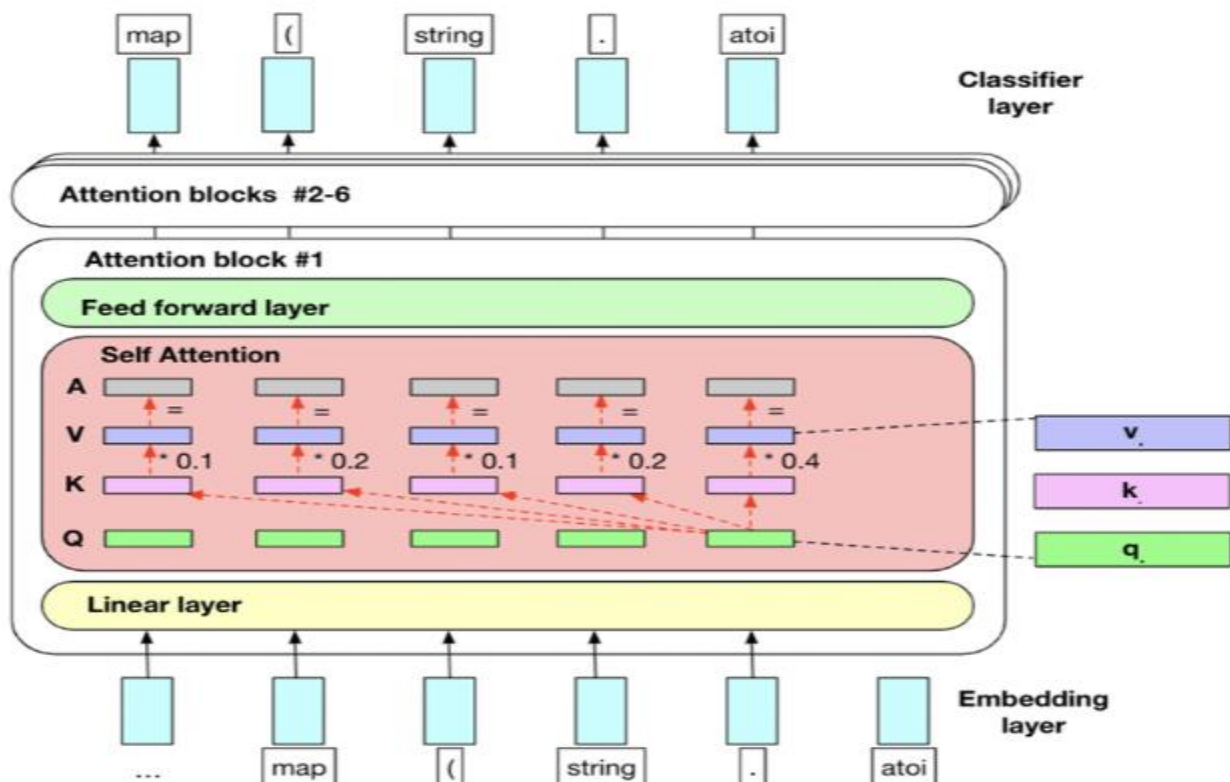 map ( string . atoi
Classifier
layer
Attention blocks #2-6
Attention block #1
Feed forward layer
Self Attention
A
= = = = =
V
* 0.1 * 0.2 * 0.1 * 0.2 * 0.4
K
Q
v.
k.
q.
Linear layer
Embedding
layer
... map ( string . atoi